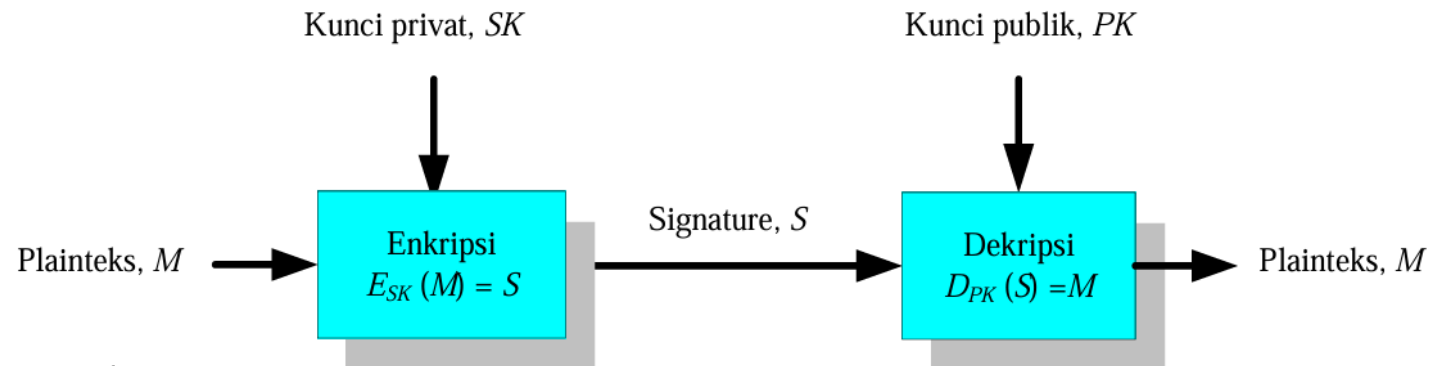 Kunci privat, SK
Kunci publik, PK
Plainteks, M
Enkripsi
E_SK (M) = S
Signature, S
Dekripsi
D_PK (S) =M
Plainteks, M